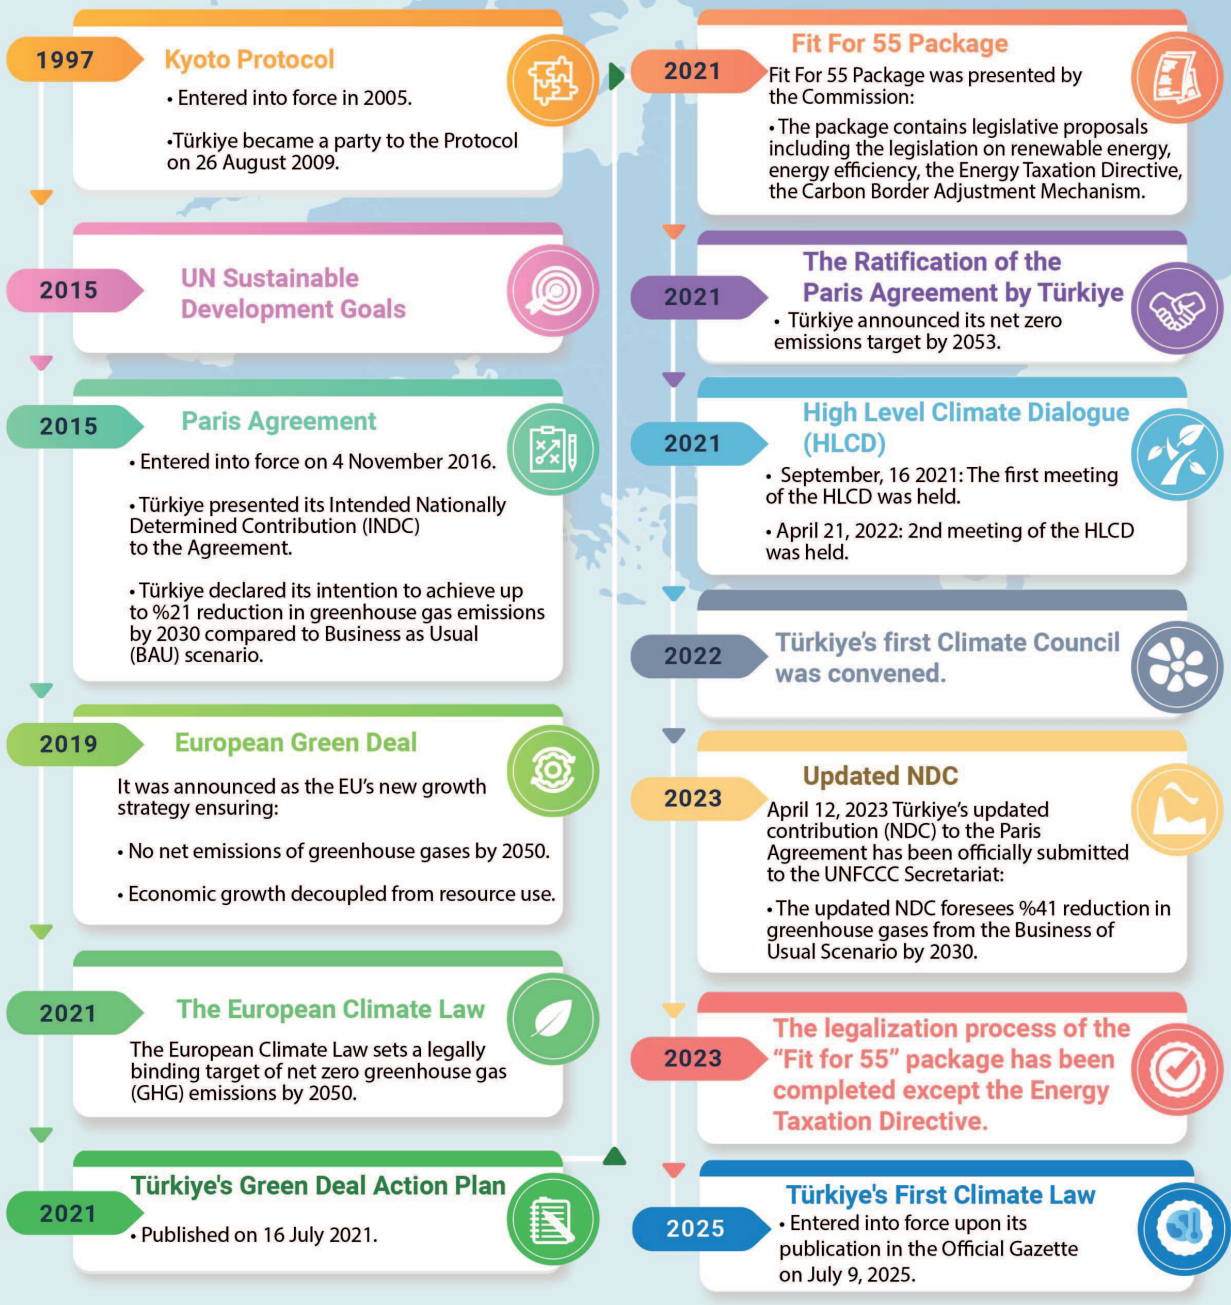 1997
Kyoto Protocol
• Entered into force in 2005.
•Türkiye became a party to the Protocol
on 26 August 2009.
2015
UN Sustainable
Development Goals
2015
Paris Agreement
• Entered into force on 4 November 2016.
• Türkiye presented its Intended Nationally
Determined Contribution (INDC)
to the Agreement.
• Türkiye declared its intention to achieve up
to %21 reduction in greenhouse gas emissions
by 2030 compared to Business as Usual
(BAU) scenario.
2019
European Green Deal
It was announced as the EU’s new growth
strategy ensuring:
• No net emissions of greenhouse gases by 2050.
• Economic growth decoupled from resource use.
2021
The European Climate Law
The European Climate Law sets a legally
binding target of net zero greenhouse gas
(GHG) emissions by 2050.
2021
Türkiye's Green Deal Action Plan
• Published on 16 July 2021.
2021
Fit For 55 Package
Fit For 55 Package was presented by
the Commission:
• The package contains legislative proposals
including the legislation on renewable energy,
energy efficiency, the Energy Taxation Directive,
the Carbon Border Adjustment Mechanism.
2021
The Ratification of the
Paris Agreement by Türkiye
• Türkiye announced its net zero
emissions target by 2053.
2021
High Level Climate Dialogue
(HLCD)
• September, 16 2021: The first meeting
of the HLCD was held.
• April 21, 2022: 2nd meeting of the HLCD
was held.
2022
Türkiye’s first Climate Council
was convened.
2023
Updated NDC
April 12, 2023 Türkiye’s updated
contribution (NDC) to the Paris
Agreement has been officially submitted
to the UNFCCC Secretariat:
• The updated NDC foresees %41 reduction in
greenhouse gases from the Business of
Usual Scenario by 2030.
2023
The legalization process of the
“Fit for 55” package has been
completed except the Energy
Taxation Directive.
2025
Türkiye's First Climate Law
• Entered into force upon its
publication in the Official Gazette
on July 9, 2025.